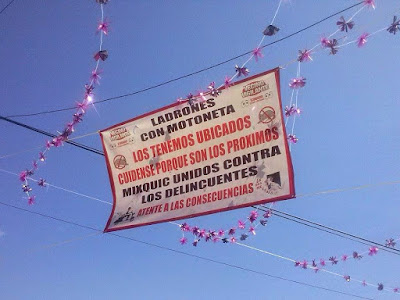 LADRONES
CON MOTONETA
LOS TENEMOS UBICADOS
CUIDENSE PORQUE SON LOS PROXIMOS
MIXQUIC UNIDOS CONTRA
LOS DELINCUENTES
ATENTE A LAS CONSECUENCIAS